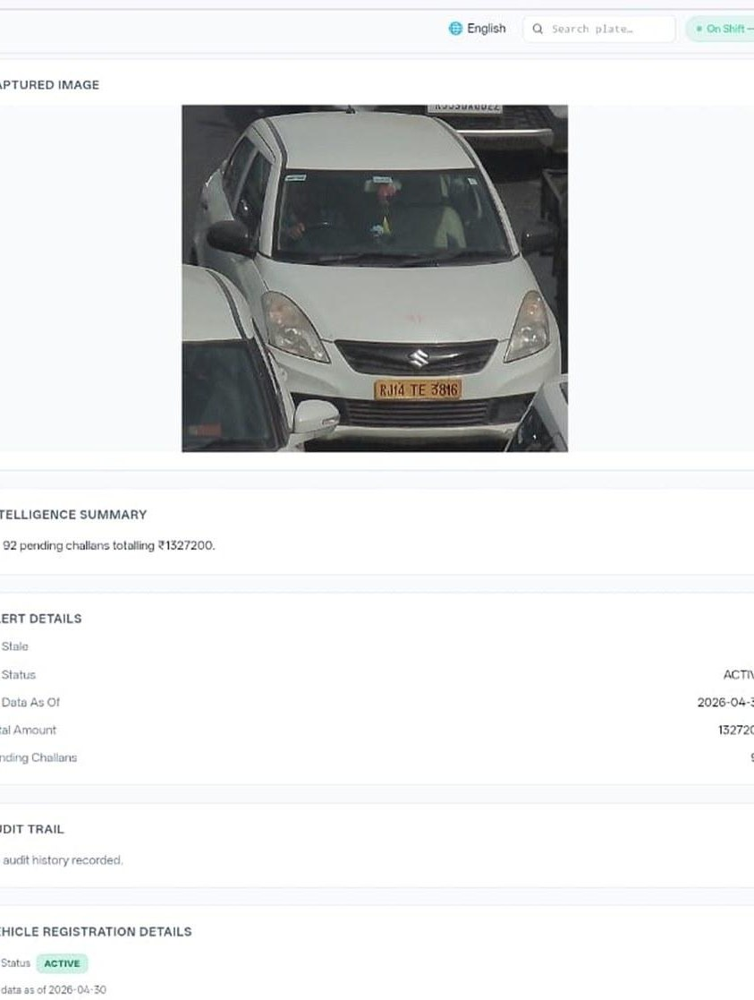 English
Search plate…
On Shift —
APTURED IMAGE
RJ14 TE 3816
TELLIGENCE SUMMARY
92 pending challans totalling ₹1327200.
ERT DETAILS
Stale
Status ACTIV
Data As Of 2026-04-3
tal Amount 132720
nding Challans 9
UDIT TRAIL
audit history recorded.
EHICLE REGISTRATION DETAILS
Status ACTIVE
data as of 2026-04-30